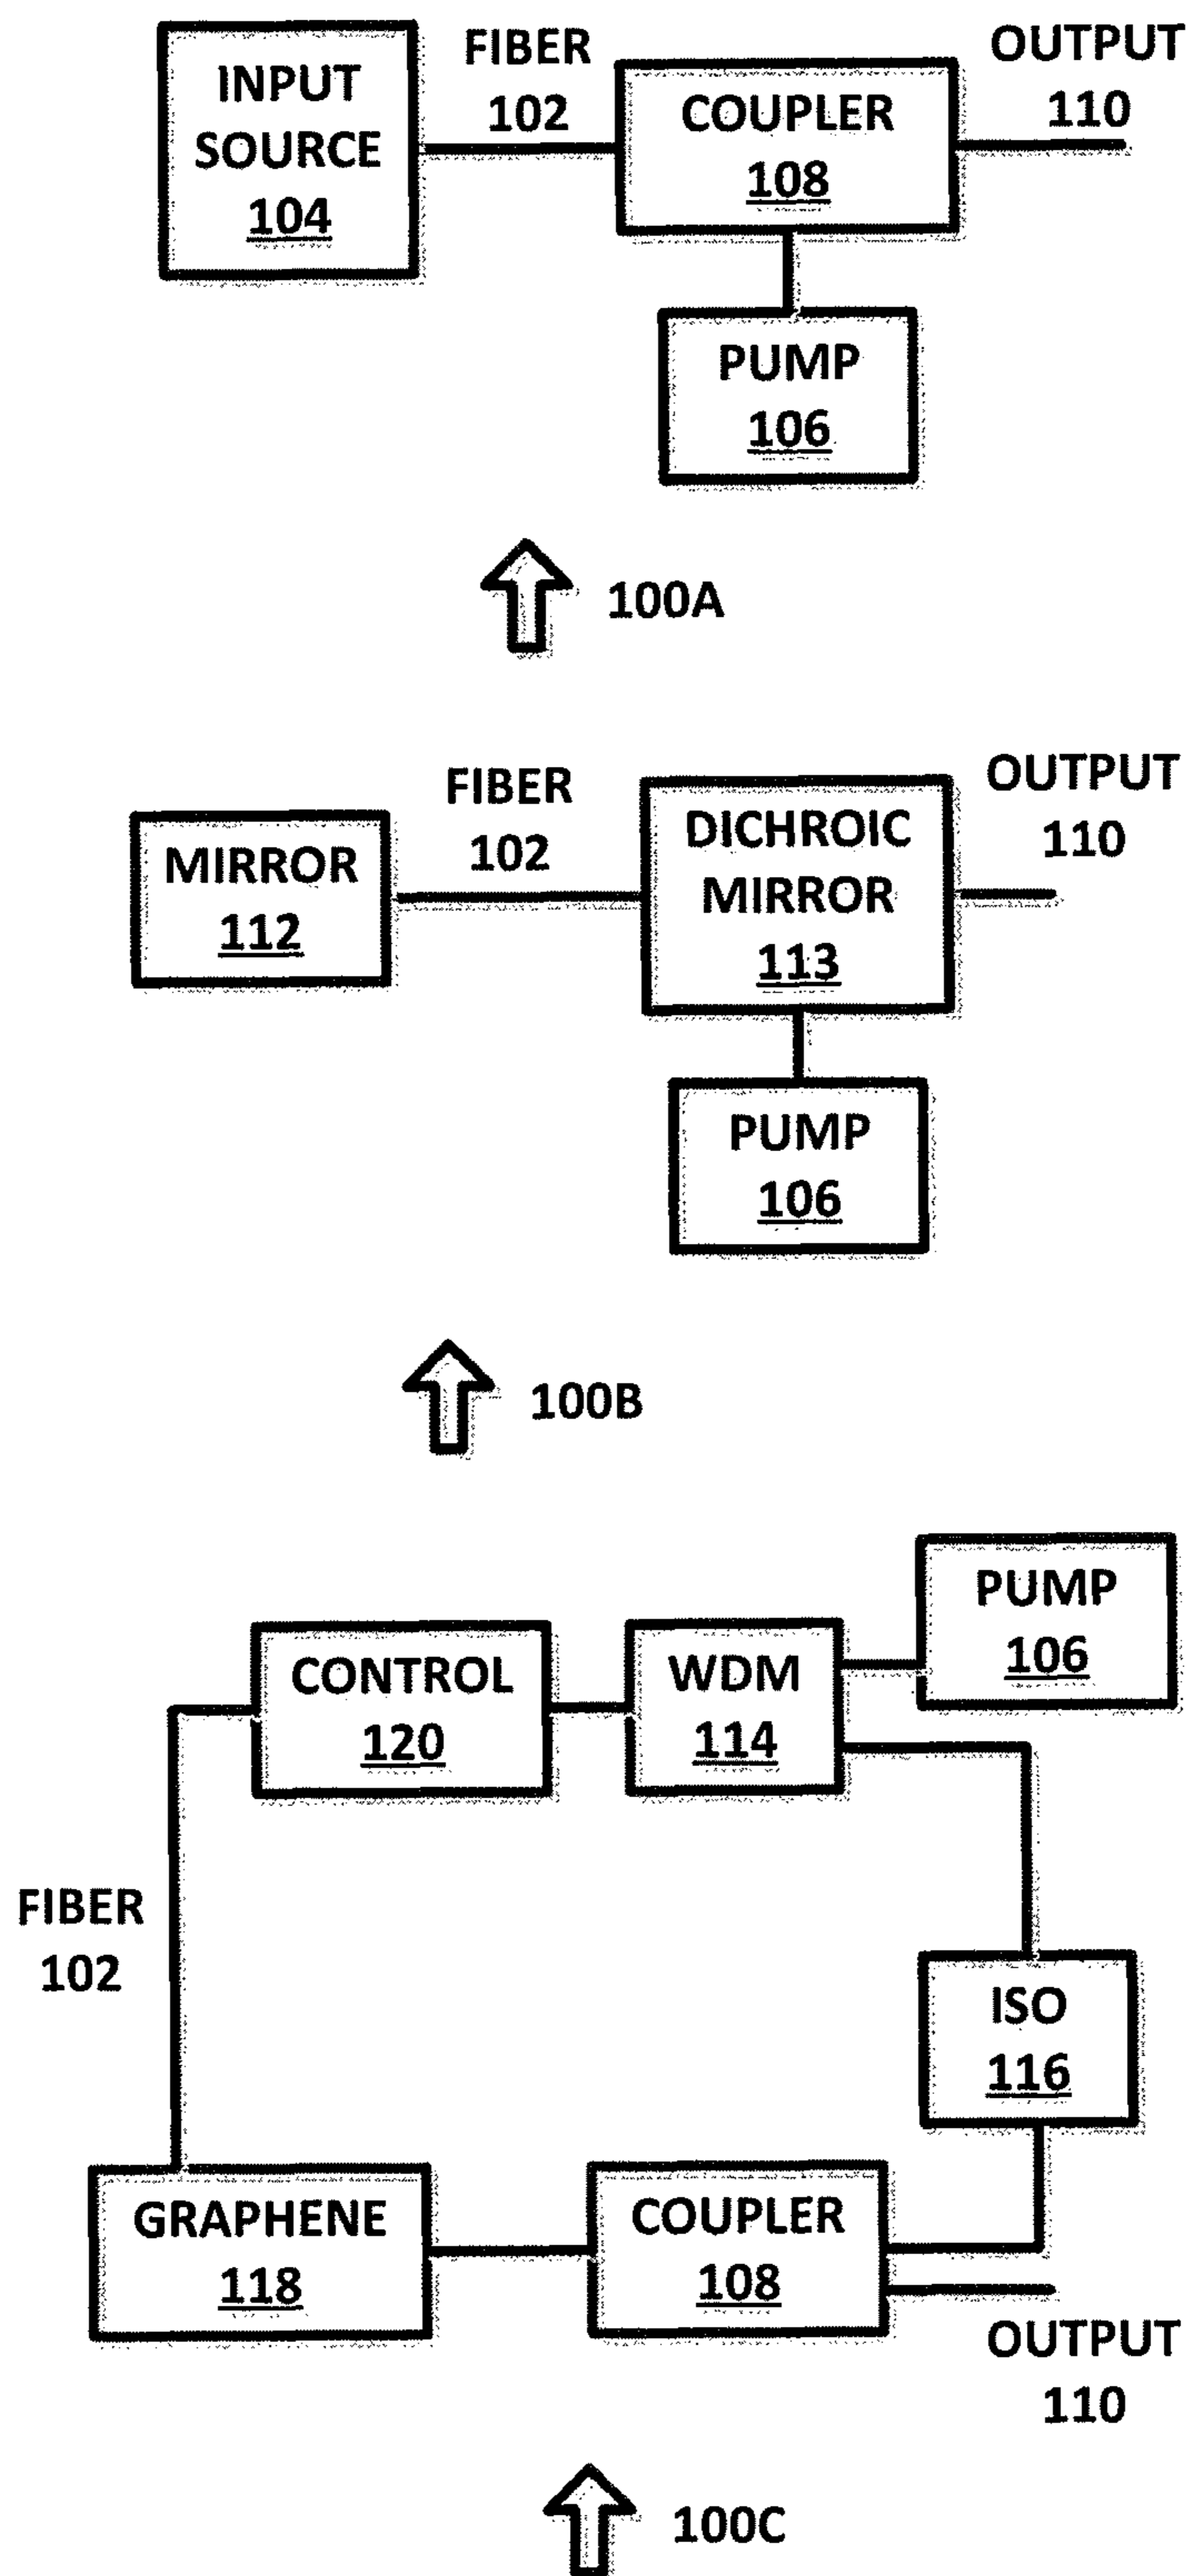 INPUT
SOURCE
104
FIBER
102
COUPLER
108
OUTPUT
110
PUMP
106
100A
MIRROR
112
FIBER
102
DICHROIC
MIRROR
113
OUTPUT
110
PUMP
106
100B
PUMP
106
CONTROL
120
WDM
114
FIBER
102
ISO
116
GRAPHENE
118
COUPLER
108
OUTPUT
110
100C